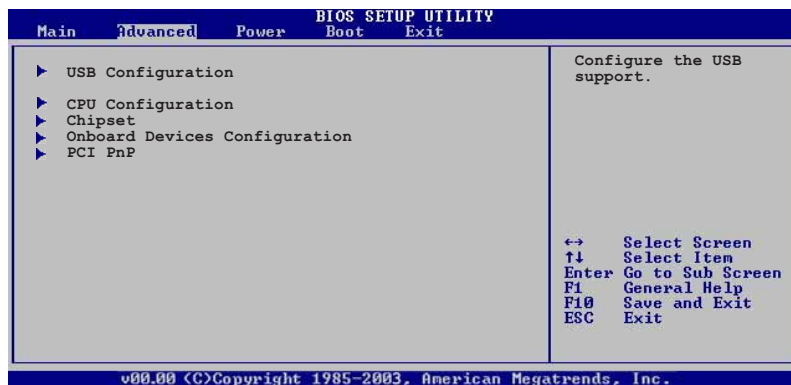 BIOS SETUP UTILITY
Main Advanced Power Boot Exit
USB Configuration
CPU Configuration
Chipset
Onboard Devices Configuration
PCI PnP
Configure the USB
support.
←→ Select Screen
↑↓ Select Item
Enter Go to Sub Screen
F1 General Help
F10 Save and Exit
ESC Exit
v00.00 (C)Copyright 1985-2003, American Megatrends, Inc.